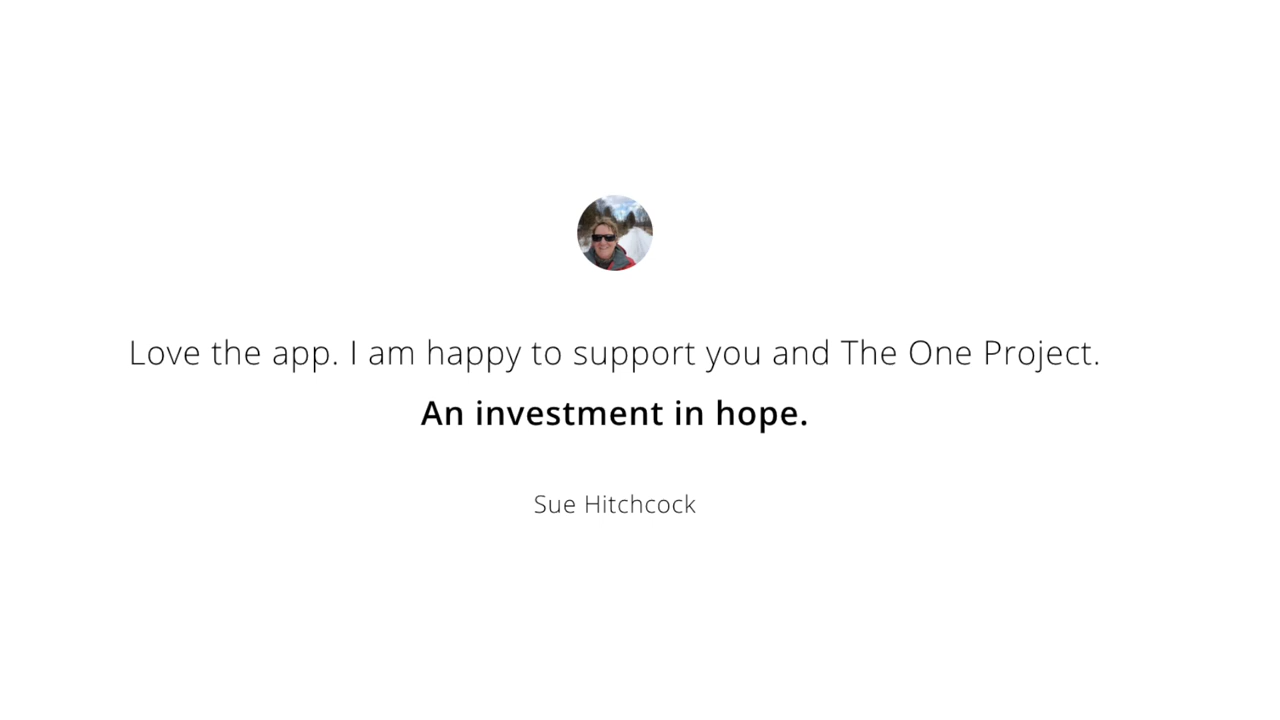 Love the app. I am happy to support you and The One Project.
An investment in hope.
Sue Hitchcock